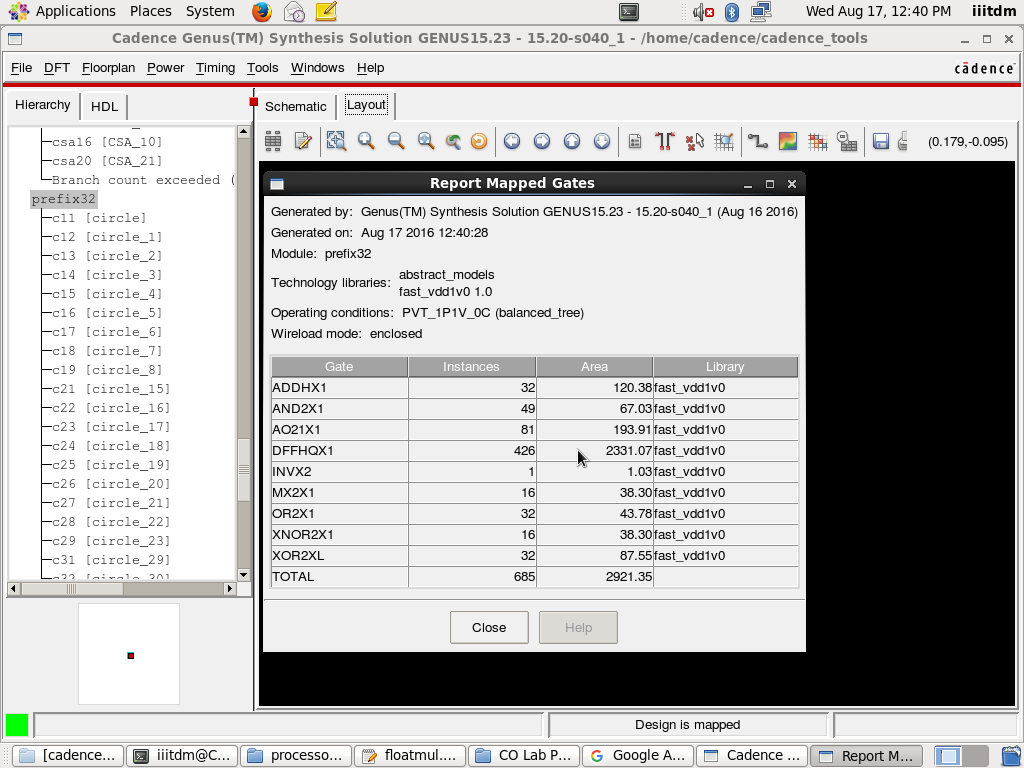 Applications Places System Wed Aug 17, 12:40 PM iiitdm
Cadence Genus(TM) Synthesis Solution GENUS15.23 - 15.20-s040_1 - /home/cadence/cadence_tools
File DFT Floorplan Power Timing Tools Windows Help cādence
Hierarchy HDL
Schematic Layout
(0.179,-0.095)
csa16 [CSA_10]
csa20 [CSA_21]
Branch count exceeded (
prefix32
c11 [circle]
c12 [circle_1]
c13 [circle_2]
c14 [circle_3]
c15 [circle_4]
c16 [circle_5]
c17 [circle_6]
c18 [circle_7]
c19 [circle_8]
c21 [circle_15]
c22 [circle_16]
c23 [circle_17]
c24 [circle_18]
c25 [circle_19]
c26 [circle_20]
c27 [circle_21]
c28 [circle_22]
c29 [circle_23]
c31 [circle_29]
c32 [circle_30]
Report Mapped Gates
Generated by: Genus(TM) Synthesis Solution GENUS15.23 - 15.20-s040_1 (Aug 16 2016)
Generated on: Aug 17 2016 12:40:28
Module: prefix32
Technology libraries: abstract_models
fast_vdd1v0 1.0
Operating conditions: PVT_1P1V_0C (balanced_tree)
Wireload mode: enclosed
Gate Instances Area Library
ADDHX1 32 120.38 fast_vdd1v0
AND2X1 49 67.03 fast_vdd1v0
AO21X1 81 193.91 fast_vdd1v0
DFFHQX1 426 2331.07 fast_vdd1v0
INVX2 1 1.03 fast_vdd1v0
MX2X1 16 38.30 fast_vdd1v0
OR2X1 32 43.78 fast_vdd1v0
XNOR2X1 16 38.30 fast_vdd1v0
XOR2XL 32 87.55 fast_vdd1v0
TOTAL 685 2921.35
Close Help
Design is mapped
[cadence... iiitdm@C... processo... floatmul.... CO Lab P... Google A... Cadence ... Report M...